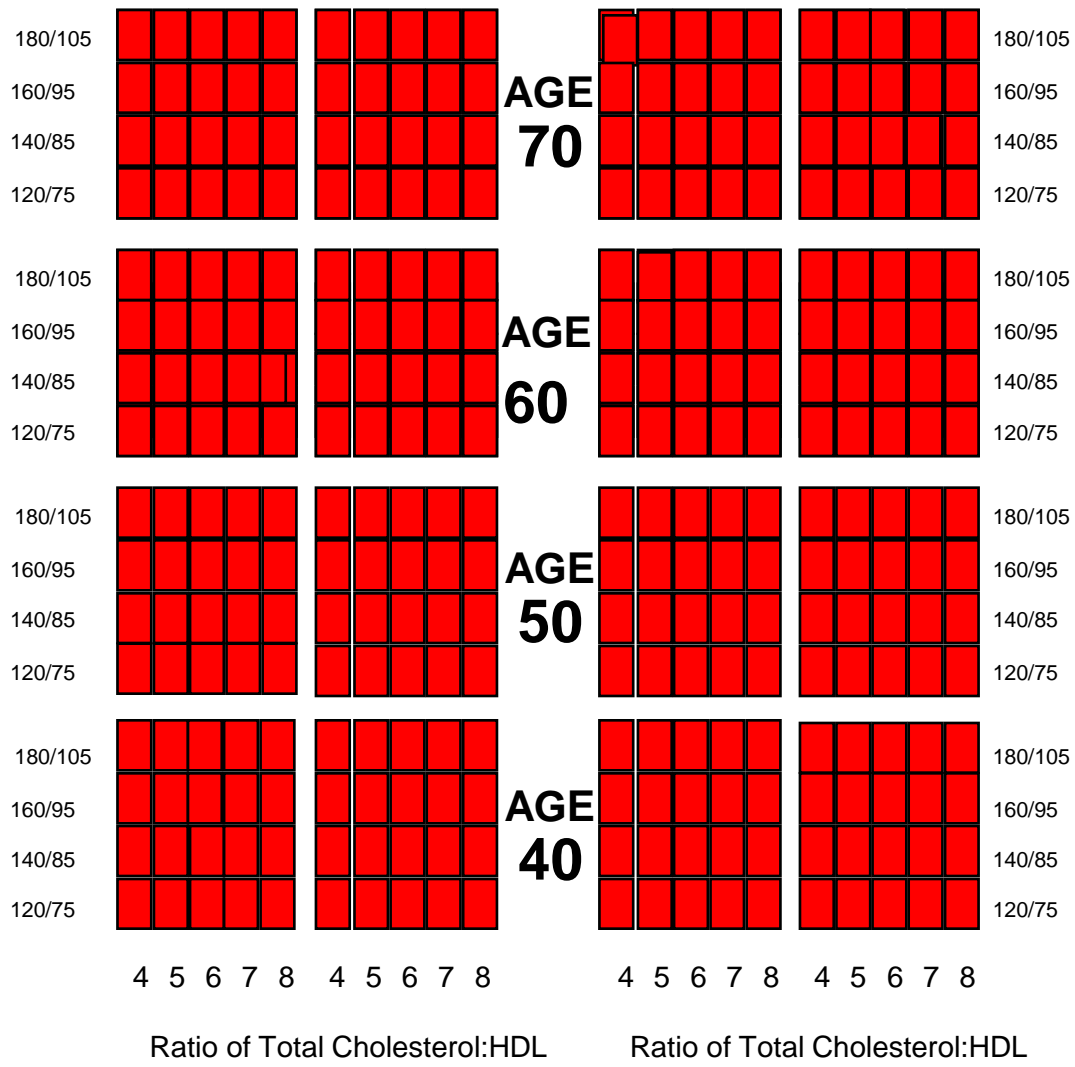 180/105 180/105
160/95 AGE 160/95
140/85 70 140/85
120/75 120/75
180/105 180/105
160/95 AGE 160/95
140/85 60 140/85
120/75 120/75
180/105 180/105
160/95 AGE 160/95
140/85 50 140/85
120/75 120/75
180/105 180/105
160/95 AGE 160/95
140/85 40 140/85
120/75 120/75
4 5 6 7 8 4 5 6 7 8 4 5 6 7 8 4 5 6 7 8
Ratio of Total Cholesterol:HDL Ratio of Total Cholesterol:HDL